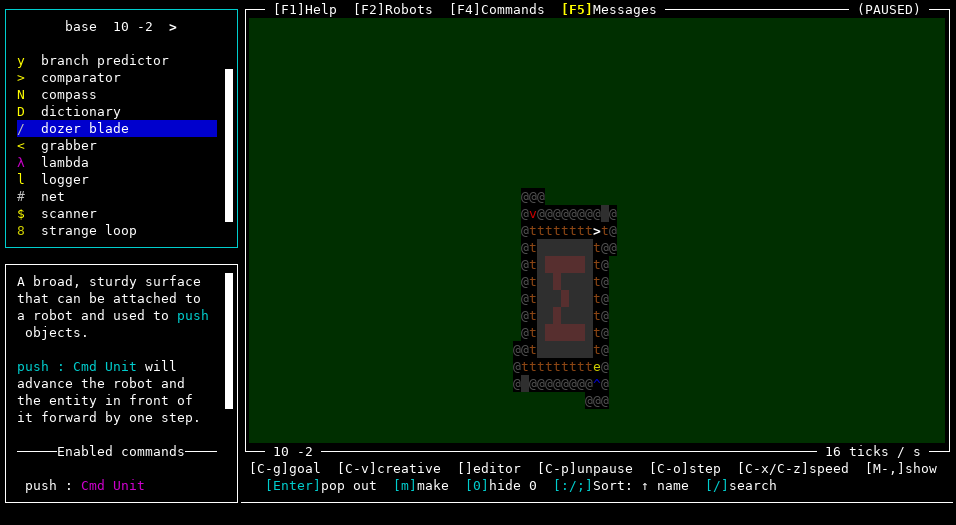 [F1]Help  [F2]Robots  [F4]Commands  [F5]Messages  (PAUSED)
base  10 -2  >
y  branch predictor
>  comparator
N  compass
D  dictionary
/  dozer blade
<  grabber
λ  lambda
l  logger
#  net
$  scanner
8  strange loop
A broad, sturdy surface
that can be attached to
a robot and used to push
objects.
push : Cmd Unit will
advance the robot and
the entity in front of
it forward by one step.
Enabled commands
push : Cmd Unit
@@@
@v@@@@@@@@ @
@tttttttt>t@
@t t@@
@t t@
@t t@
@t t@
@t t@
@t t@
@@t t@
@ttttttttte@
@ @@@@@@@@^@
@@@
10 -2  16 ticks / s
[C-g]goal  [C-v]creative  []editor  [C-p]unpause  [C-o]step  [C-x/C-z]speed  [M-,]show
[Enter]pop out  [m]make  [0]hide 0  [:/;]Sort: ↑ name  [/]search